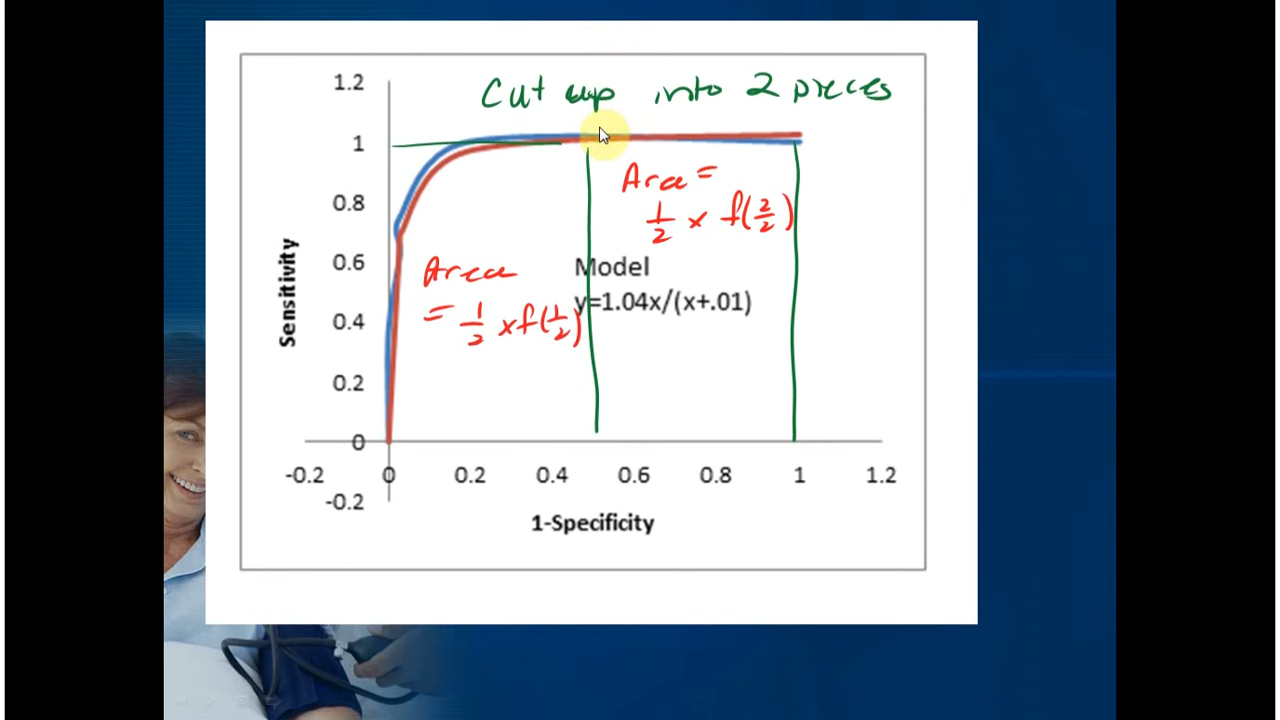 Cut up into 2 pieces
1.2
1
0.8
0.6
0.4
0.2
0
-0.2
Area =
1/2 x f(2/2)
Area
= 1/2 x f(1/2)
Model
y=1.04x/(x+.01)
Sensitivity
-0.2 0 0.2 0.4 0.6 0.8 1 1.2
1-Specificity